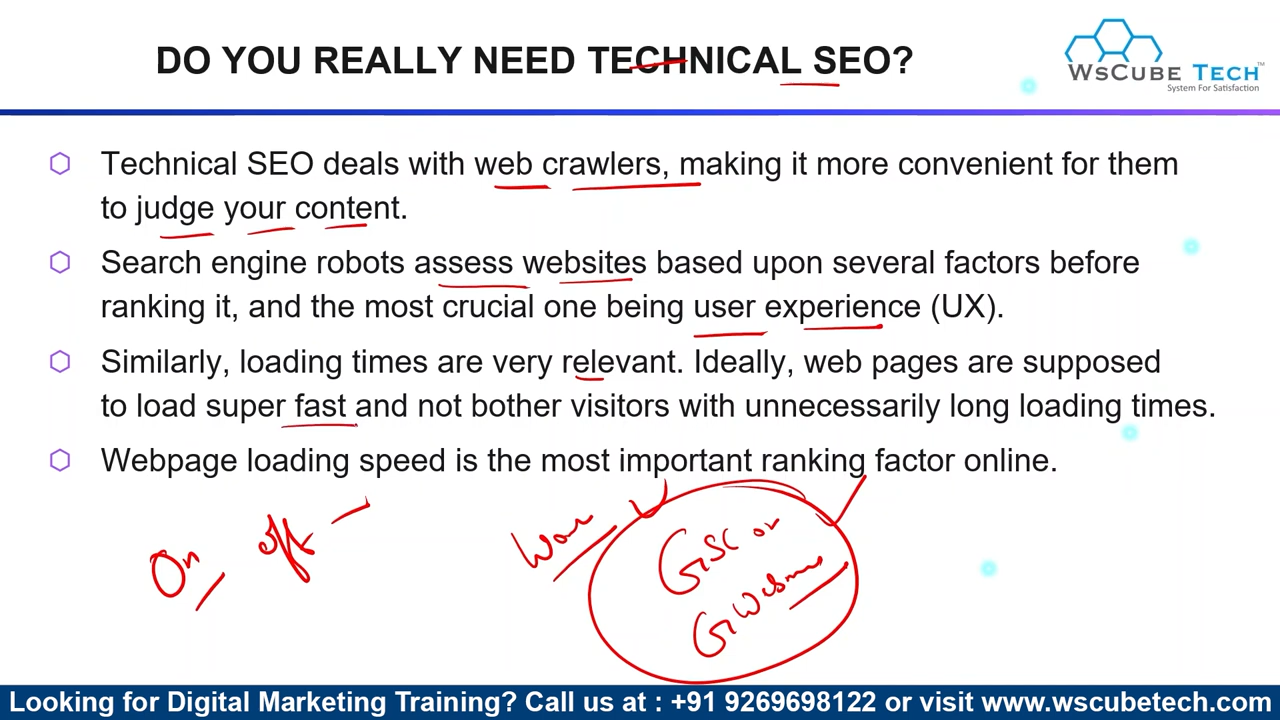 DO YOU REALLY NEED TECHNICAL SEO?
WSCUBE TECH™
System For Satisfaction
Technical SEO deals with web crawlers, making it more convenient for them
to judge your content.
Search engine robots assess websites based upon several factors before
ranking it, and the most crucial one being user experience (UX).
Similarly, loading times are very relevant. Ideally, web pages are supposed
to load super fast and not bother visitors with unnecessarily long loading times.
Webpage loading speed is the most important ranking factor online.
On off
GSC or
Looking for Digital Marketing Training? Call us at : +91 9269698122 or visit www.wscubetech.com